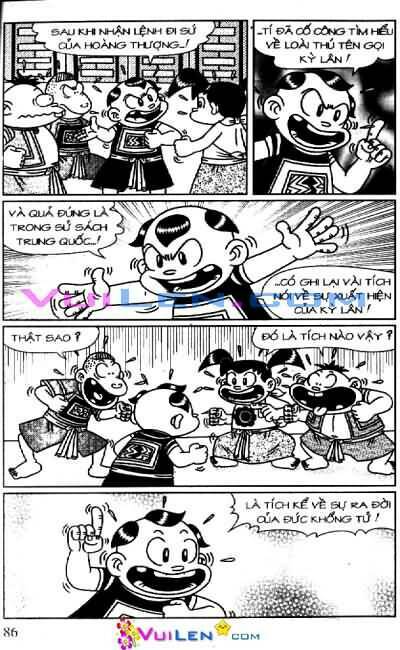 SAU KHI NHẬN LỆNH ĐI SỨ
CỦA HOÀNG THƯỢNG..!
..TÍ ĐÃ CỐ CÔNG TÌM HIỂU
VỀ LOÀI THÚ TÊN GỌI
KỲ LÂN!
VÀ QUẢ ĐÚNG LÀ
TRONG SỬ SÁCH
TRUNG QUỐC..!
...CÓ GHI LẠI VÀI TÍCH
NÓI VỀ SỰ XUẤT HIỆN
CỦA KỲ LÂN!
VUILEN.COM
THẬT SAO?
ĐÓ LÀ TÍCH NÀO VẬY?
LÀ TÍCH KỂ VỀ SỰ RA ĐỜI
CỦA ĐỨC KHỔNG TỬ!
86
VUILEN.COM